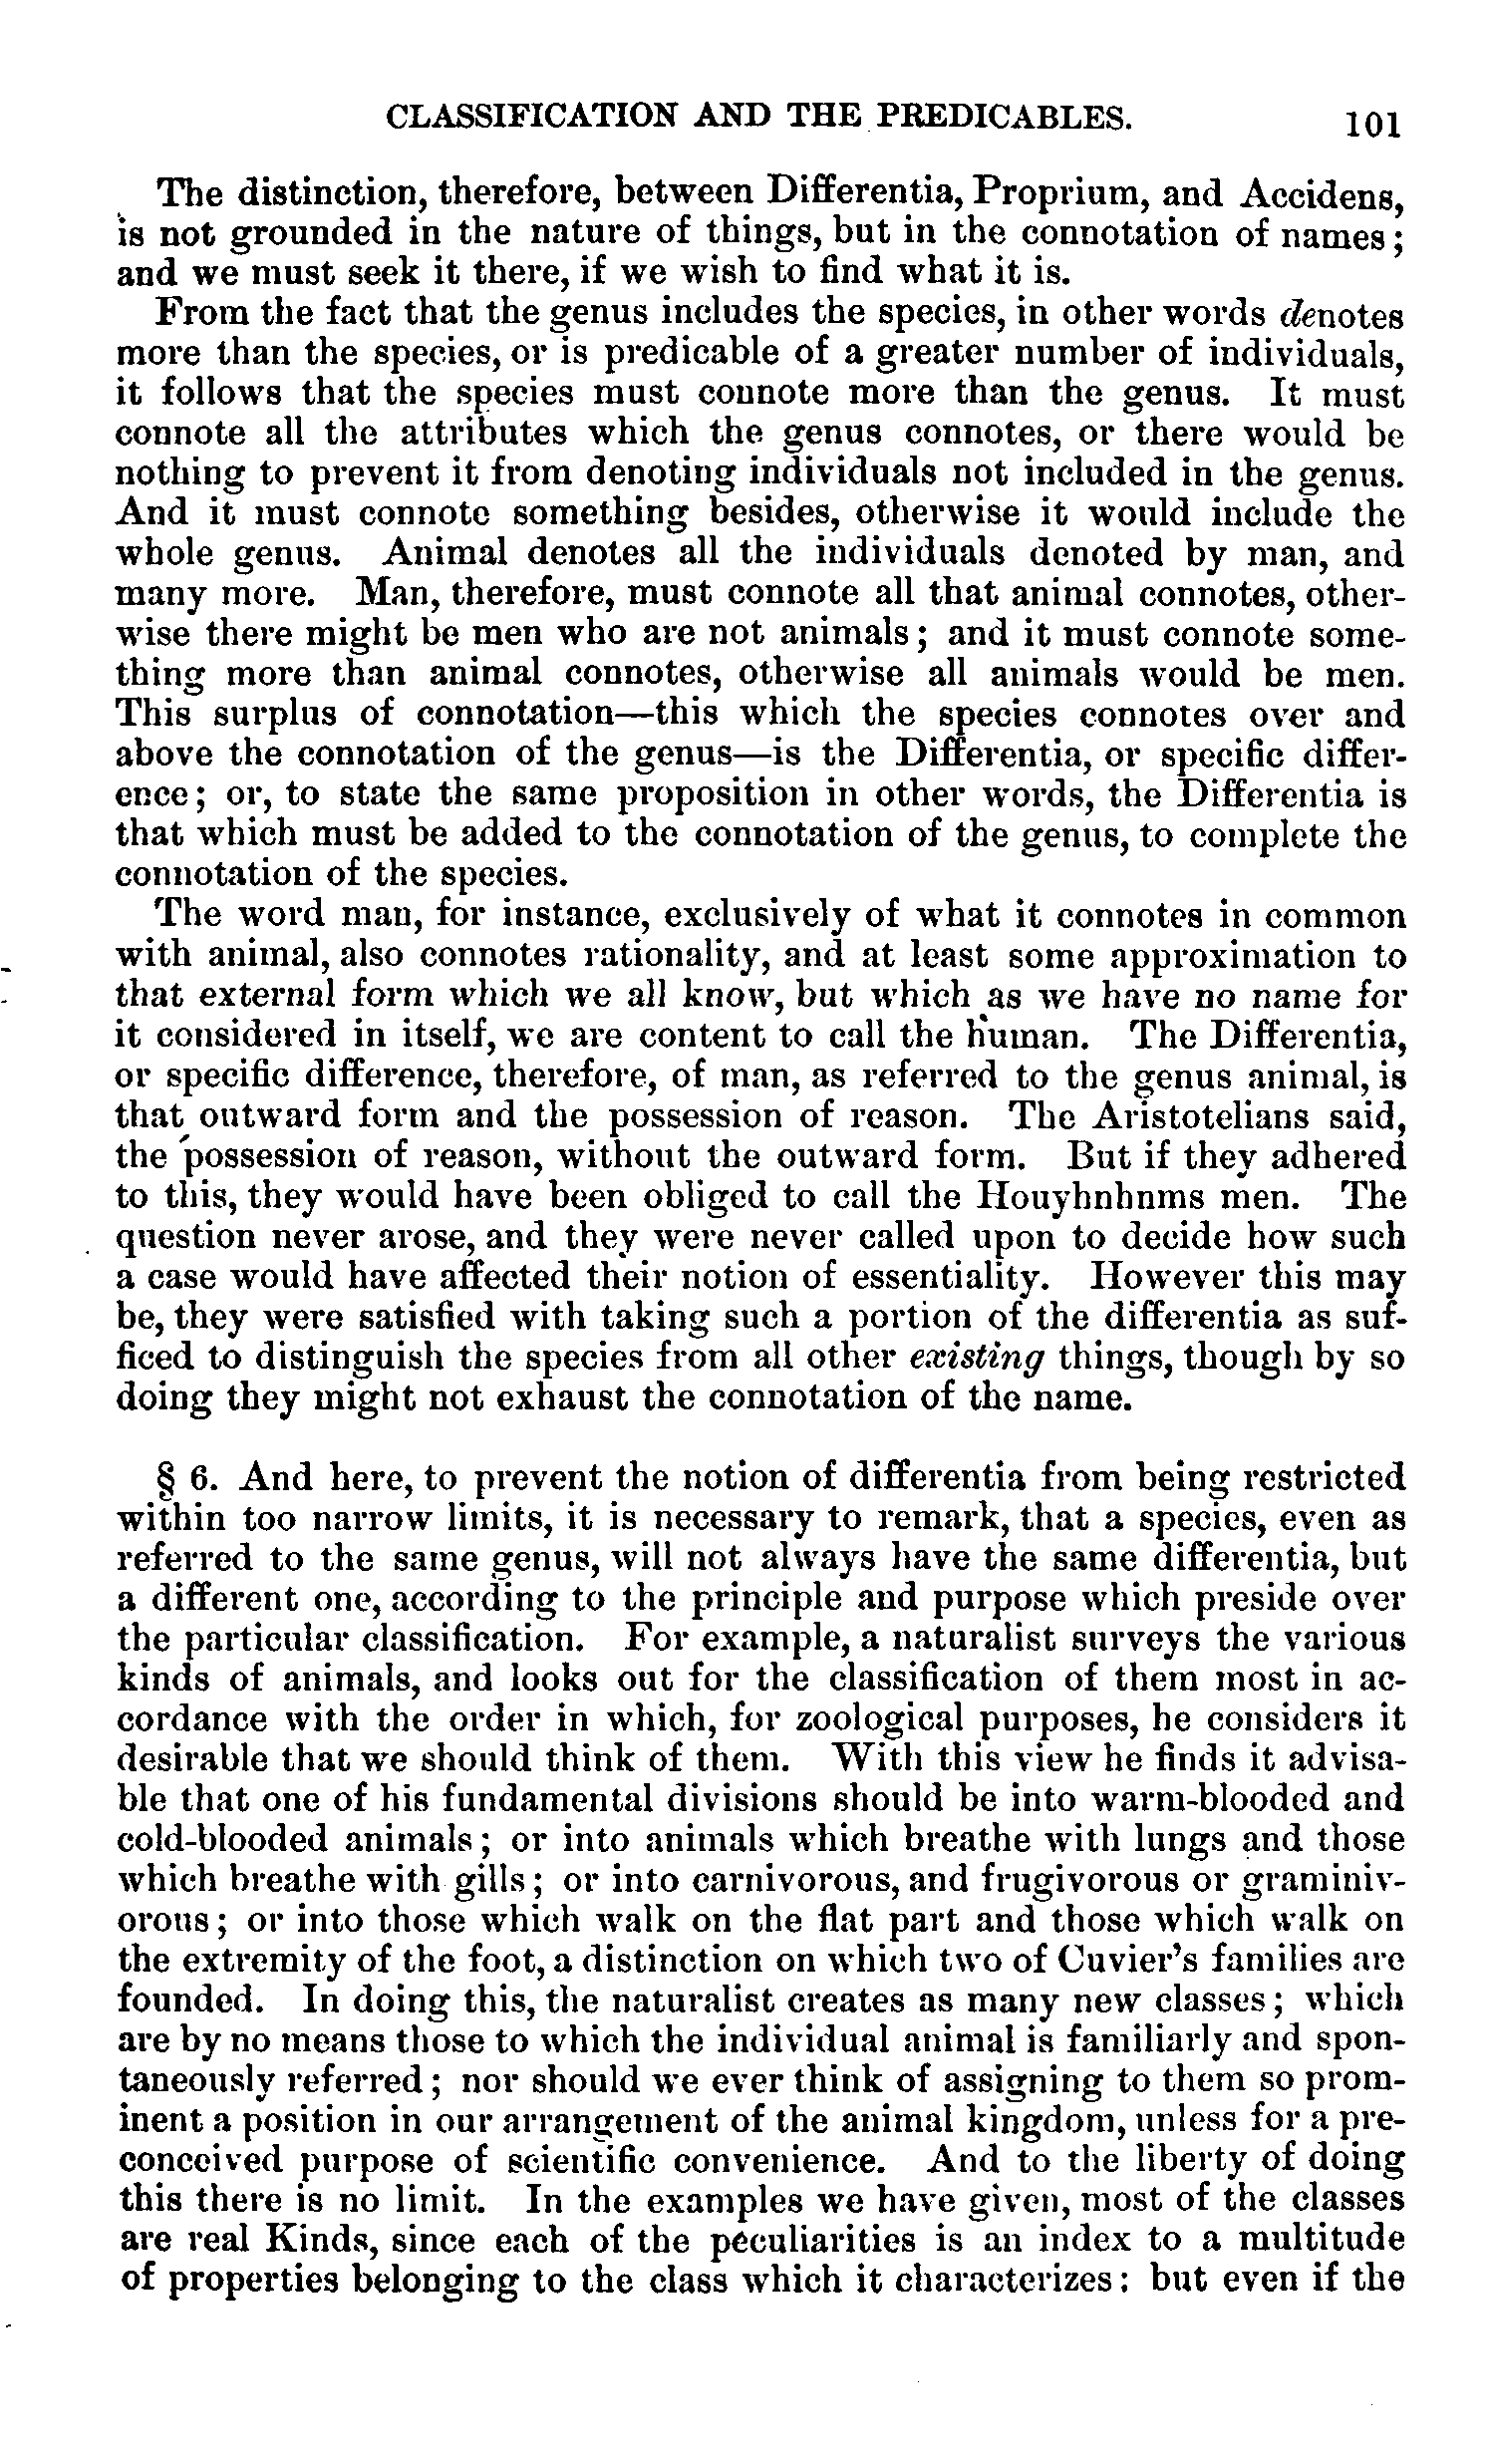 CLASSIFICATION AND THE PREDICABLES. 101
The distinction, therefore, between Differentia, Proprium, and Accidens,
is not grounded in the nature of things, but in the connotation of names;
and we must seek it there, if we wish to find what it is.
From the fact that the genus includes the species, in other words denotes
more than the species, or is predicable of a greater number of individuals,
it follows that the species must connote more than the genus. It must
connote all the attributes which the genus connotes, or there would be
nothing to prevent it from denoting individuals not included in the genus.
And it must connote something besides, otherwise it would include the
whole genus. Animal denotes all the individuals denoted by man, and
many more. Man, therefore, must connote all that animal connotes, other-
wise there might be men who are not animals; and it must connote some-
thing more than animal connotes, otherwise all animals would be men.
This surplus of connotation—this which the species connotes over and
above the connotation of the genus—is the Differentia, or specific differ-
ence; or, to state the same proposition in other words, the Differentia is
that which must be added to the connotation of the genus, to complete the
connotation of the species.
The word man, for instance, exclusively of what it connotes in common
with animal, also connotes rationality, and at least some approximation to
that external form which we all know, but which as we have no name for
it considered in itself, we are content to call the human. The Differentia,
or specific difference, therefore, of man, as referred to the genus animal, is
that outward form and the possession of reason. The Aristotelians said,
the possession of reason, without the outward form. But if they adhered
to this, they would have been obliged to call the Houyhnhnms men. The
question never arose, and they were never called upon to decide how such
a case would have affected their notion of essentiality. However this may
be, they were satisfied with taking such a portion of the differentia as suf-
ficed to distinguish the species from all other existing things, though by so
doing they might not exhaust the connotation of the name.
§ 6. And here, to prevent the notion of differentia from being restricted
within too narrow limits, it is necessary to remark, that a species, even as
referred to the same genus, will not always have the same differentia, but
a different one, according to the principle and purpose which preside over
the particular classification. For example, a naturalist surveys the various
kinds of animals, and looks out for the classification of them most in ac-
cordance with the order in which, for zoological purposes, he considers it
desirable that we should think of them. With this view he finds it advisa-
ble that one of his fundamental divisions should be into warm-blooded and
cold-blooded animals; or into animals which breathe with lungs and those
which breathe with gills; or into carnivorous, and frugivorous or graminiv-
orous; or into those which walk on the flat part and those which walk on
the extremity of the foot, a distinction on which two of Cuvier's families are
founded. In doing this, the naturalist creates as many new classes; which
are by no means those to which the individual animal is familiarly and spon-
taneously referred; nor should we ever think of assigning to them so prom-
inent a position in our arrangement of the animal kingdom, unless for a pre-
conceived purpose of scientific convenience. And to the liberty of doing
this there is no limit. In the examples we have given, most of the classes
are real Kinds, since each of the peculiarities is an index to a multitude
of properties belonging to the class which it characterizes: but even if the